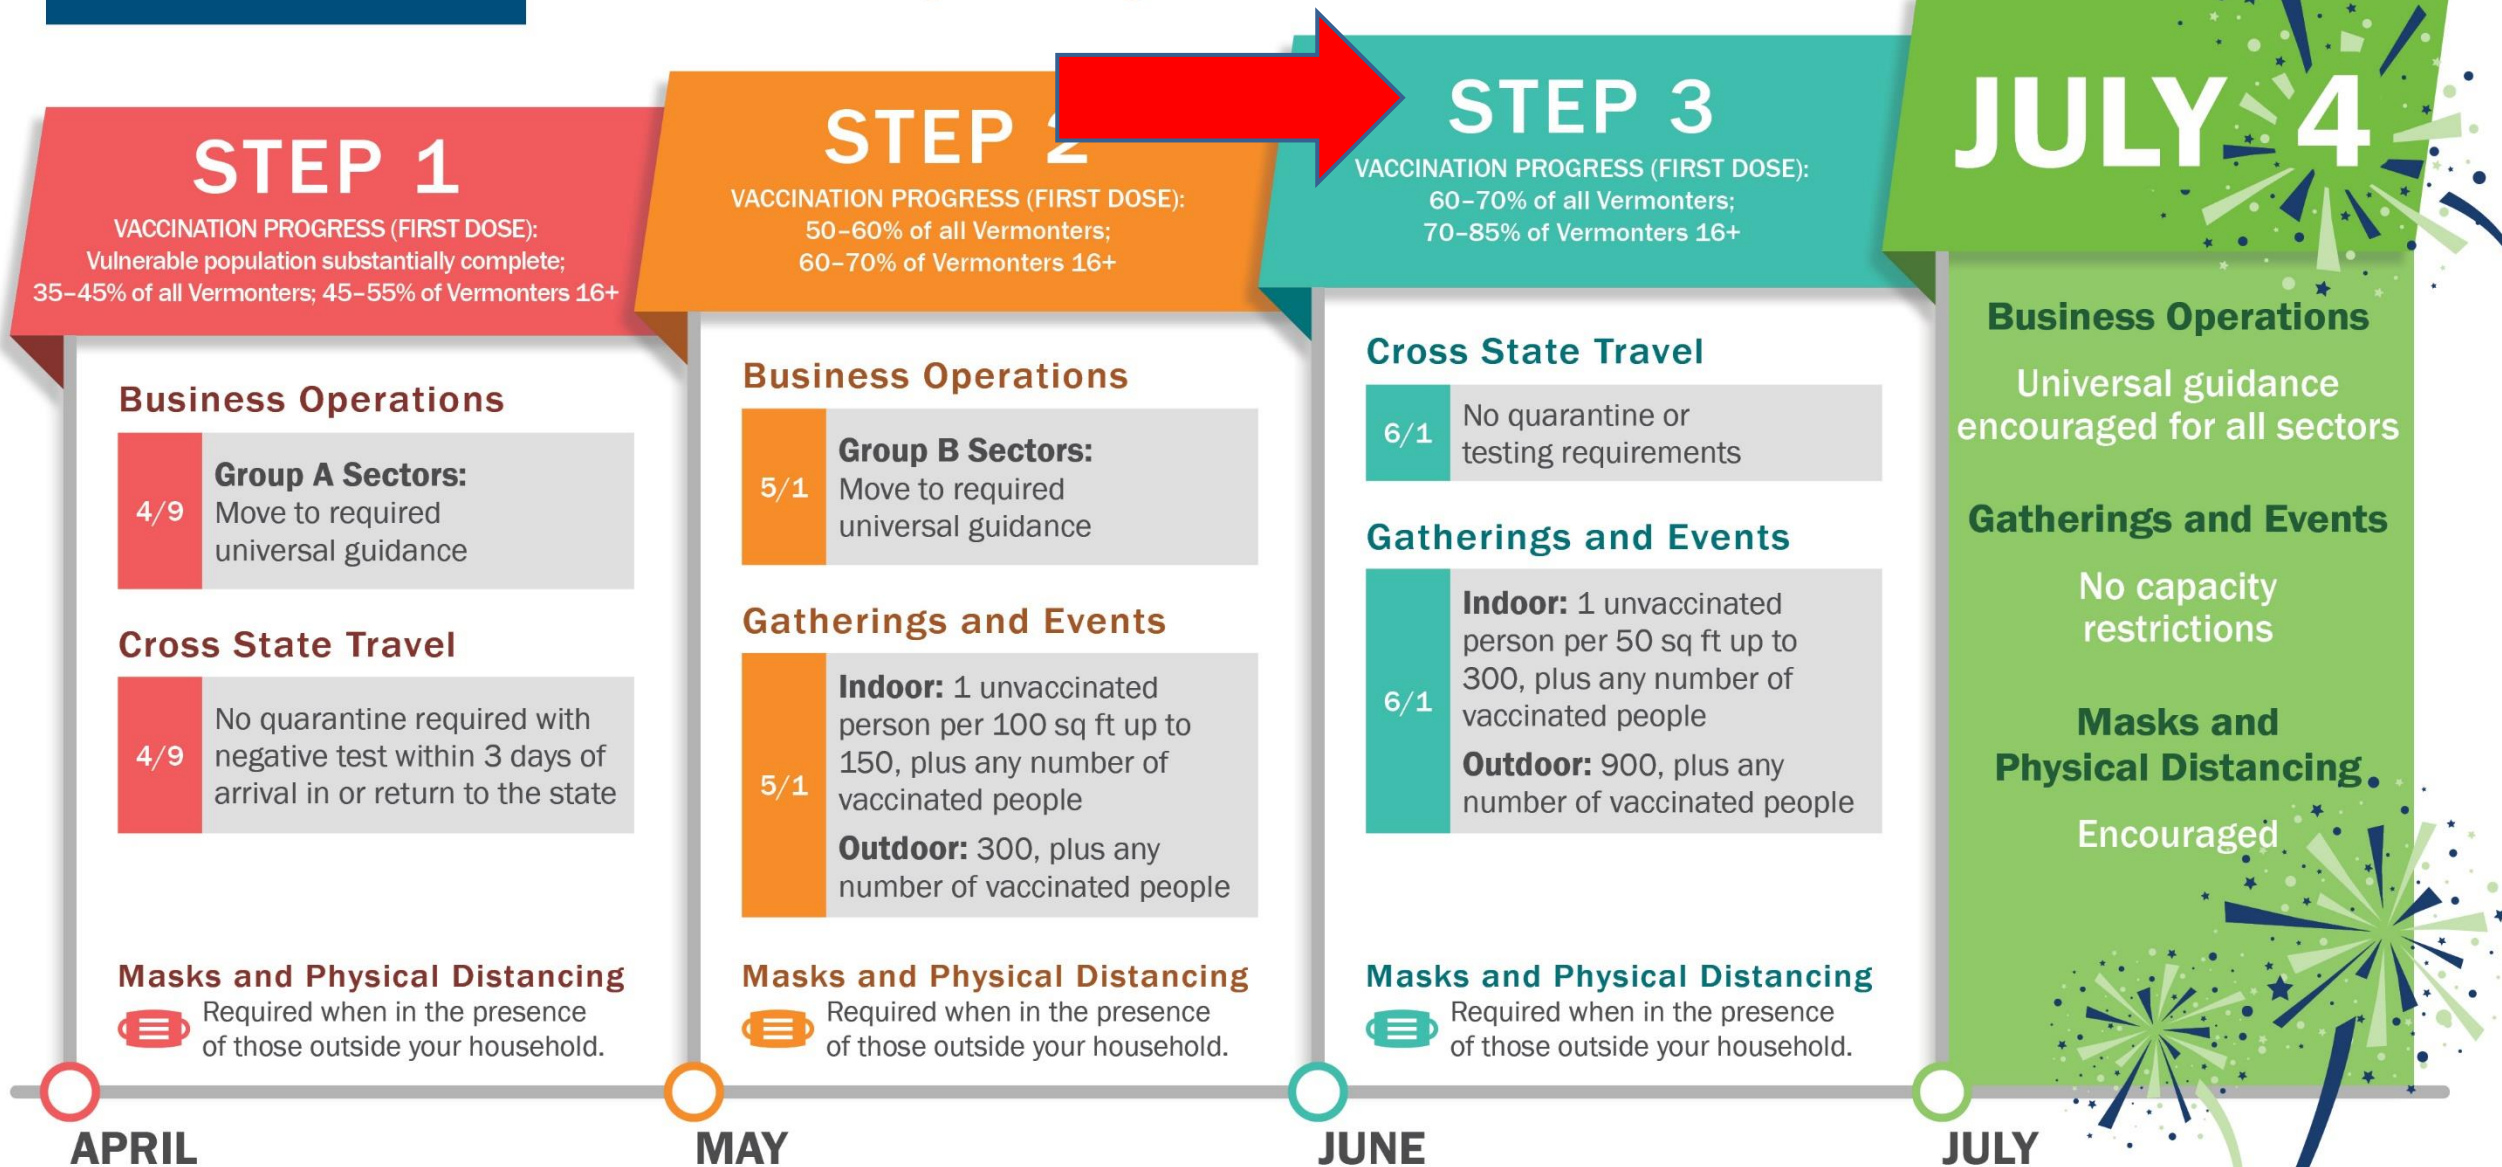 STEP 1
VACCINATION PROGRESS (FIRST DOSE):
Vulnerable population substantially complete;
35–45% of all Vermonters; 45–55% of Vermonters 16+
Business Operations
4/9
Group A Sectors:
Move to required
universal guidance
Cross State Travel
4/9
No quarantine required with
negative test within 3 days of
arrival in or return to the state
Masks and Physical Distancing
Required when in the presence
of those outside your household.
APRIL
STEP 2
VACCINATION PROGRESS (FIRST DOSE):
50–60% of all Vermonters;
60–70% of Vermonters 16+
Business Operations
5/1
Group B Sectors:
Move to required
universal guidance
Gatherings and Events
5/1
Indoor: 1 unvaccinated
person per 100 sq ft up to
150, plus any number of
vaccinated people
Outdoor: 300, plus any
number of vaccinated people
Masks and Physical Distancing
Required when in the presence
of those outside your household.
MAY
STEP 3
VACCINATION PROGRESS (FIRST DOSE):
60–70% of all Vermonters;
70–85% of Vermonters 16+
Cross State Travel
6/1
No quarantine or
testing requirements
Gatherings and Events
6/1
Indoor: 1 unvaccinated
person per 50 sq ft up to
300, plus any number of
vaccinated people
Outdoor: 900, plus any
number of vaccinated people
Masks and Physical Distancing
Required when in the presence
of those outside your household.
JUNE
JULY 4
Business Operations
Universal guidance
encouraged for all sectors
Gatherings and Events
No capacity
restrictions
Masks and
Physical Distancing
Encouraged
JULY